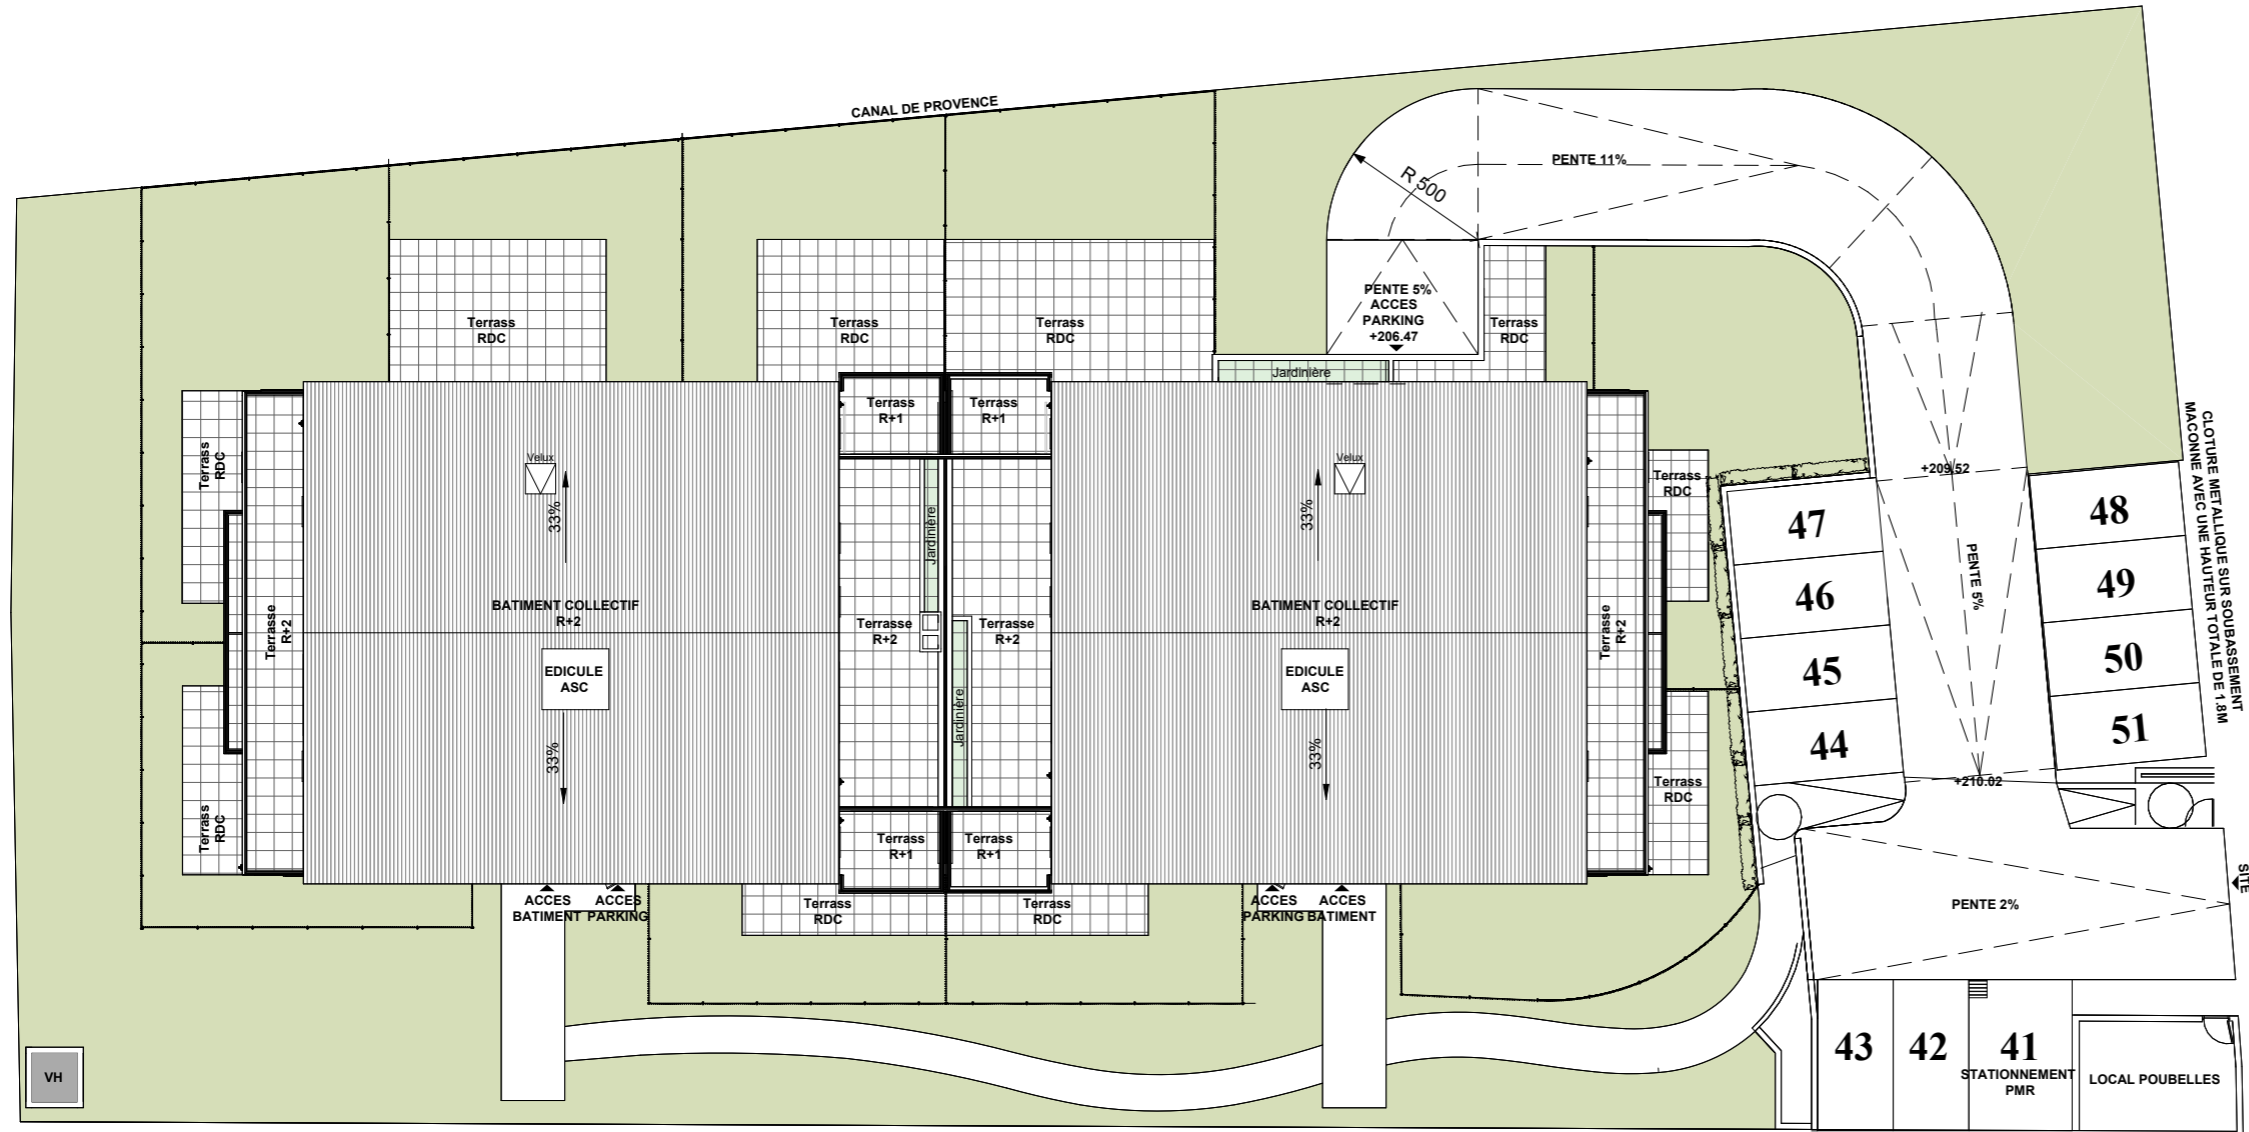 CANAL DE PROVENCE
PENTE 11%
R 500
PENTE 5%
ACCES
PARKING
+206.47
Terrass
RDC
Terrass
RDC
Terrass
RDC
Terrass
RDC
Jardinière
Terrass
R+1
Terrass
R+1
Terrass
RDC
Velux
33%
Jardinière
Velux
33%
Terrass
RDC
+209.52
CLOTURE METALLIQUE SUR SOUBASSEMENT
MACONNE AVEC UNE HAUTEUR TOTALE DE 1.8M
47
48
46
49
45
50
44
51
PENTE 5%
Terrasse
R+2
BATIMENT COLLECTIF
R+2
Terrasse
R+2
Terrasse
R+2
BATIMENT COLLECTIF
R+2
Terrasse
R+2
EDICULE
ASC
EDICULE
ASC
33%
Jardinière
33%
Terrass
RDC
+210.02
Terrass
RDC
Terrass
R+1
Terrass
R+1
SITE
ACCES
BATIMENT
ACCES
PARKING
Terrass
RDC
Terrass
RDC
ACCES
PARKING
ACCES
BATIMENT
PENTE 2%
43
42
41
STATIONNEMENT
PMR
LOCAL POUBELLES
VH